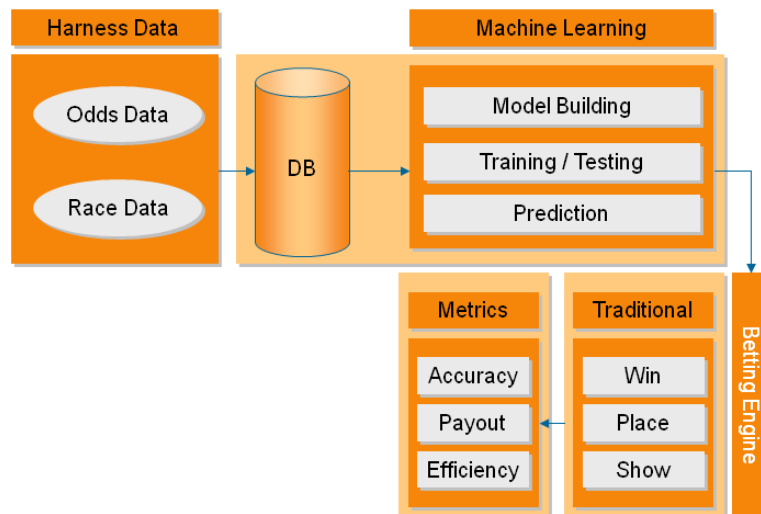 Harness Data
Machine Learning
Odds Data
Race Data
DB
Model Building
Training / Testing
Prediction
Metrics
Accuracy
Payout
Efficiency
Traditional
Win
Place
Show
Betting Engine